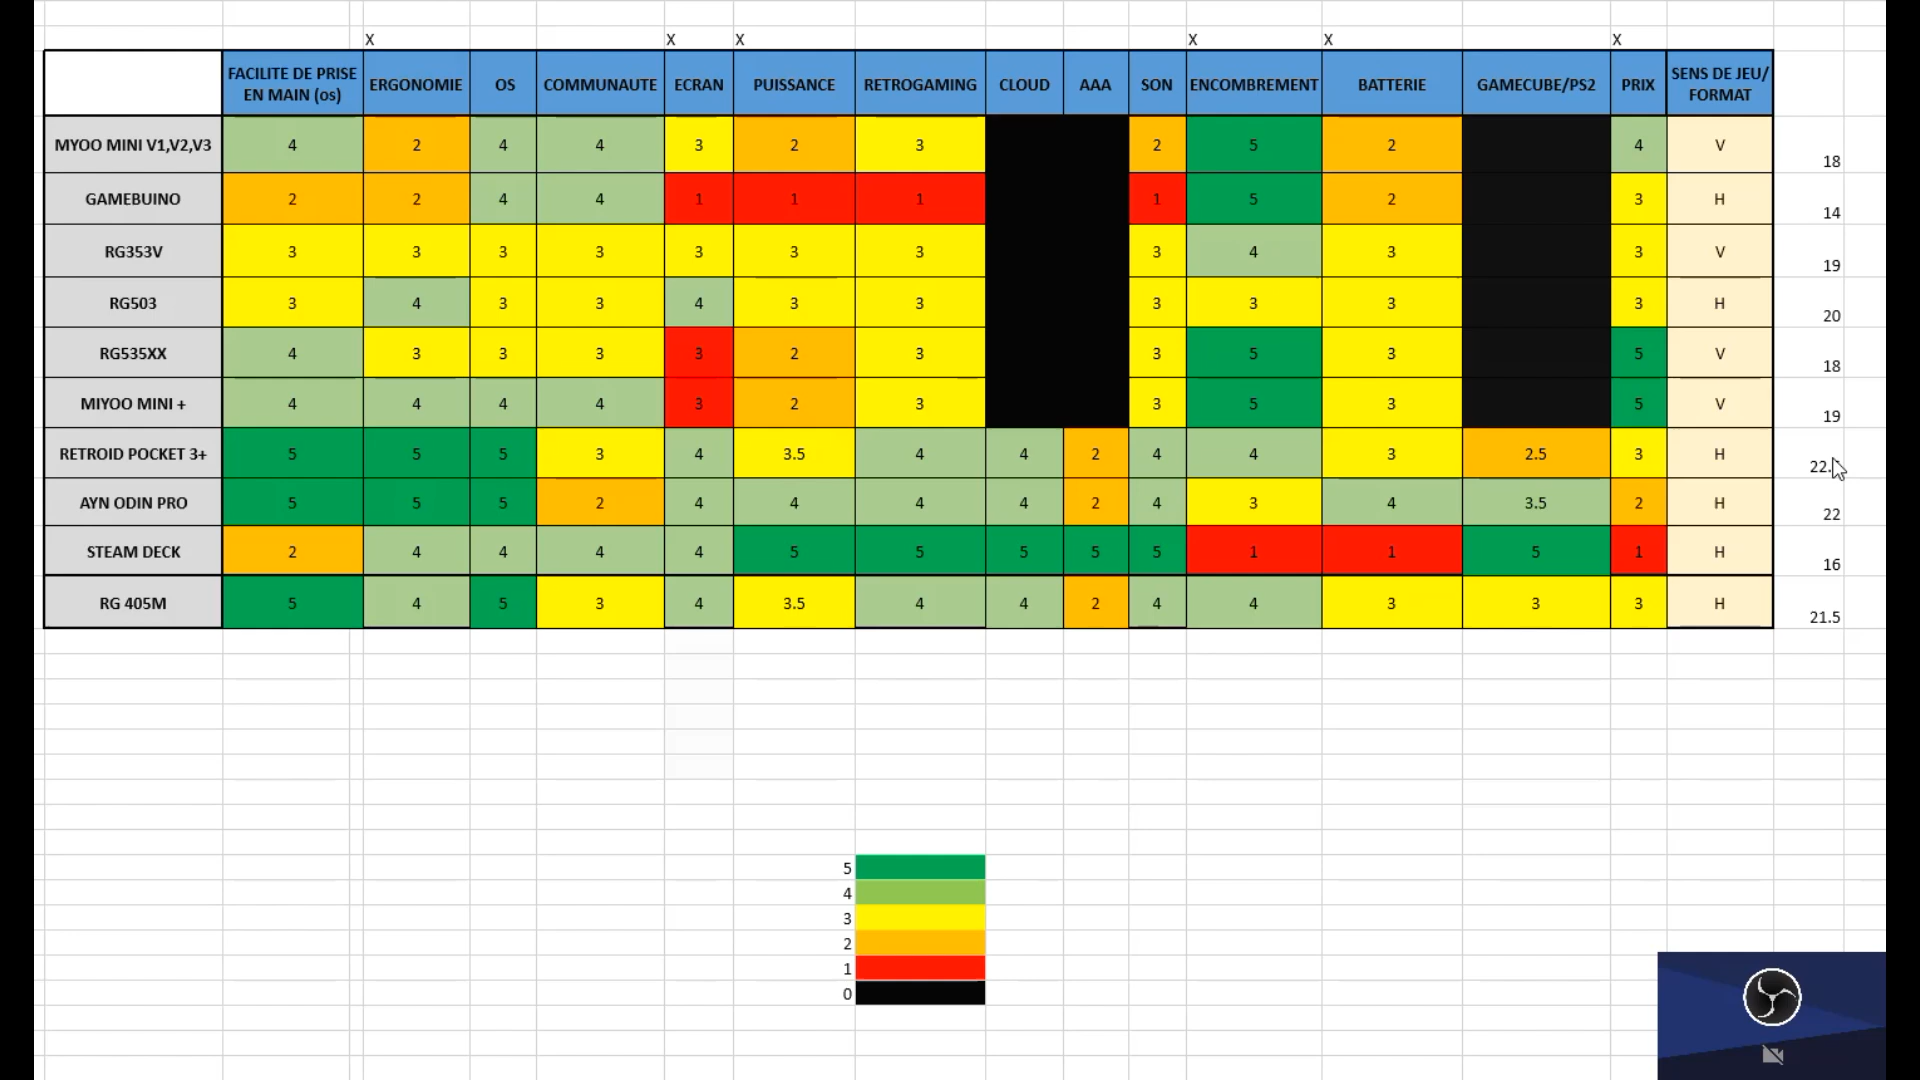 X X X X X X
FACILITE DE PRISE EN MAIN (os) ERGONOMIE OS COMMUNAUTE ECRAN PUISSANCE RETROGAMING CLOUD AAA SON ENCOMBREMENT BATTERIE GAMECUBE/PS2 PRIX SENS DE JEU/ FORMAT
MYOO MINI V1,V2,V3 4 2 4 4 3 2 3 2 5 2 4 V 18
GAMEBUINO 2 2 4 4 1 1 1 1 5 2 3 H 14
RG353V 3 3 3 3 3 3 3 3 4 3 3 V 19
RG503 3 4 3 3 4 3 3 3 3 3 3 H 20
RG535XX 4 3 3 3 3 2 3 3 5 3 5 V 18
MIYOO MINI + 4 4 4 4 3 2 3 3 5 3 5 V 19
RETROID POCKET 3+ 5 5 5 3 4 3.5 4 4 2 4 4 3 2.5 3 H 22.
AYN ODIN PRO 5 5 5 2 4 4 4 4 2 4 3 4 3.5 2 H 22
STEAM DECK 2 4 4 4 4 5 5 5 5 5 1 1 5 1 H 16
RG 405M 5 4 5 3 4 3.5 4 4 2 4 4 3 3 3 H 21.5
5
4
3
2
1
0